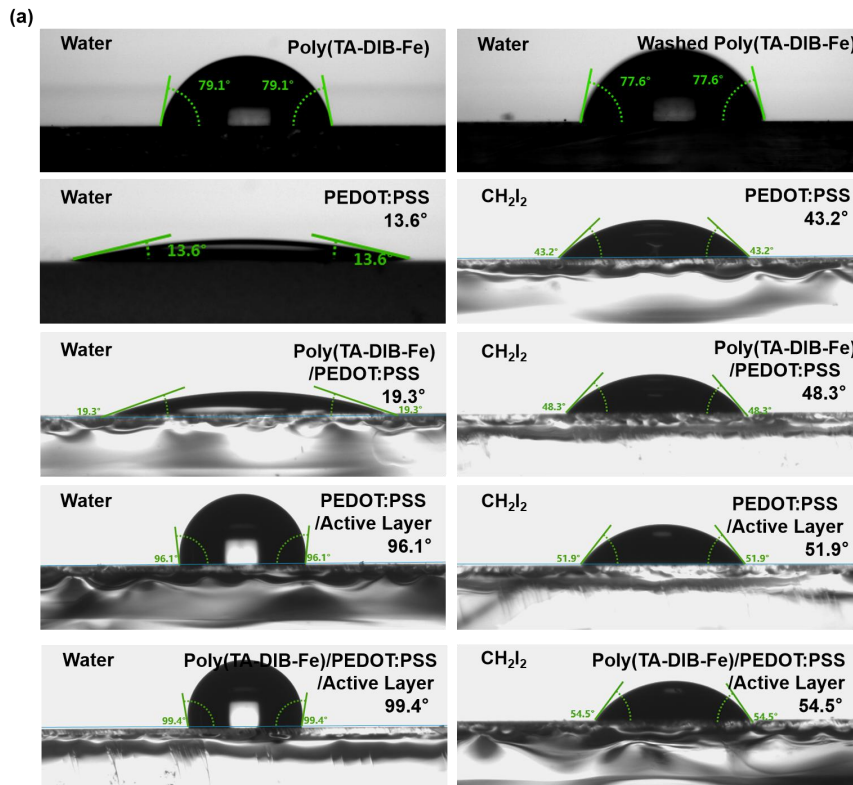 (a)
Water
Poly(TA-DIB-Fe)
79.1°
79.1°
Water
Washed Poly(TA-DIB-Fe)
77.6°
77.6°
Water
PEDOT:PSS
13.6°
13.6°
13.6°
CH₂I₂
PEDOT:PSS
43.2°
43.2°
43.2°
Water
Poly(TA-DIB-Fe)
/PEDOT:PSS
19.3°
19.3°
19.3°
CH₂I₂
Poly(TA-DIB-Fe)
/PEDOT:PSS
48.3°
48.3°
48.3°
Water
PEDOT:PSS
/Active Layer
96.1°
96.1°
96.1°
CH₂I₂
PEDOT:PSS
/Active Layer
51.9°
51.9°
51.9°
Water
Poly(TA-DIB-Fe)/PEDOT:PSS
/Active Layer
99.4°
99.4°
99.4°
CH₂I₂
Poly(TA-DIB-Fe)/PEDOT:PSS
/Active Layer
54.5°
54.5°
54.5°